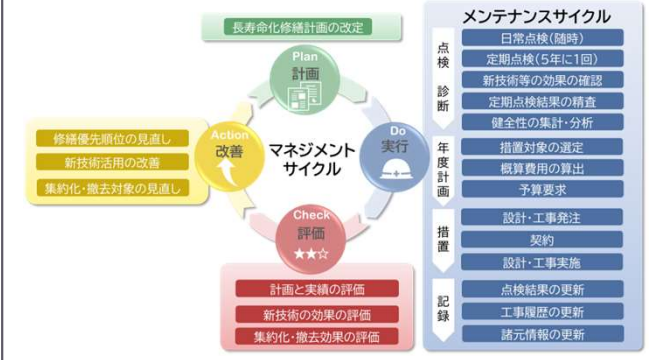 長寿命化修繕計画の改定
Plan
計画
Do
実行
Check
評価
Action
改善
マネジメント
サイクル
修繕優先順位の見直し
新技術活用の改善
集約化・撤去対象の見直し
計画と実績の評価
新技術の効果の評価
集約化・撤去効果の評価
メンテナンスサイクル
点検 診断
日常点検(随時)
定期点検(5年に1回)
新技術等の効果の確認
定期点検結果の精査
健全性の集計・分析
年度計画
措置対象の選定
概算費用の算出
予算要求
措置
設計・工事発注
契約
設計・工事実施
記録
点検結果の更新
工事履歴の更新
諸元情報の更新